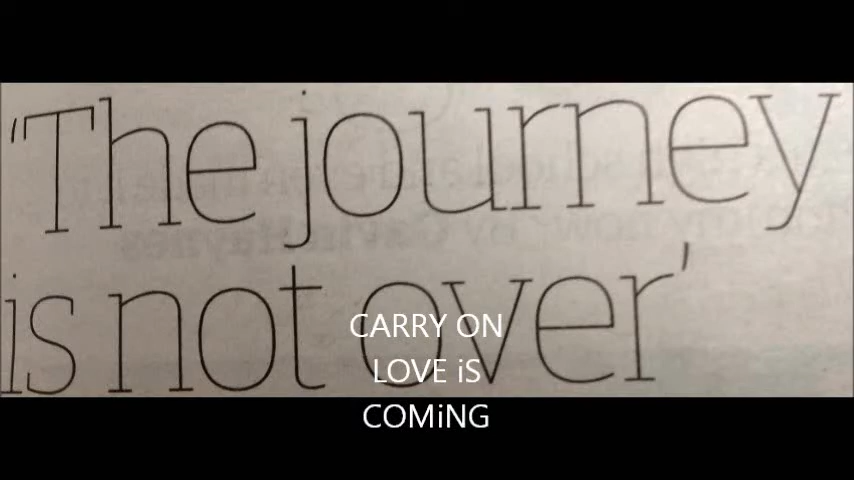 'The journey
is not over'
CARRY ON
LOVE iS
COMiNG